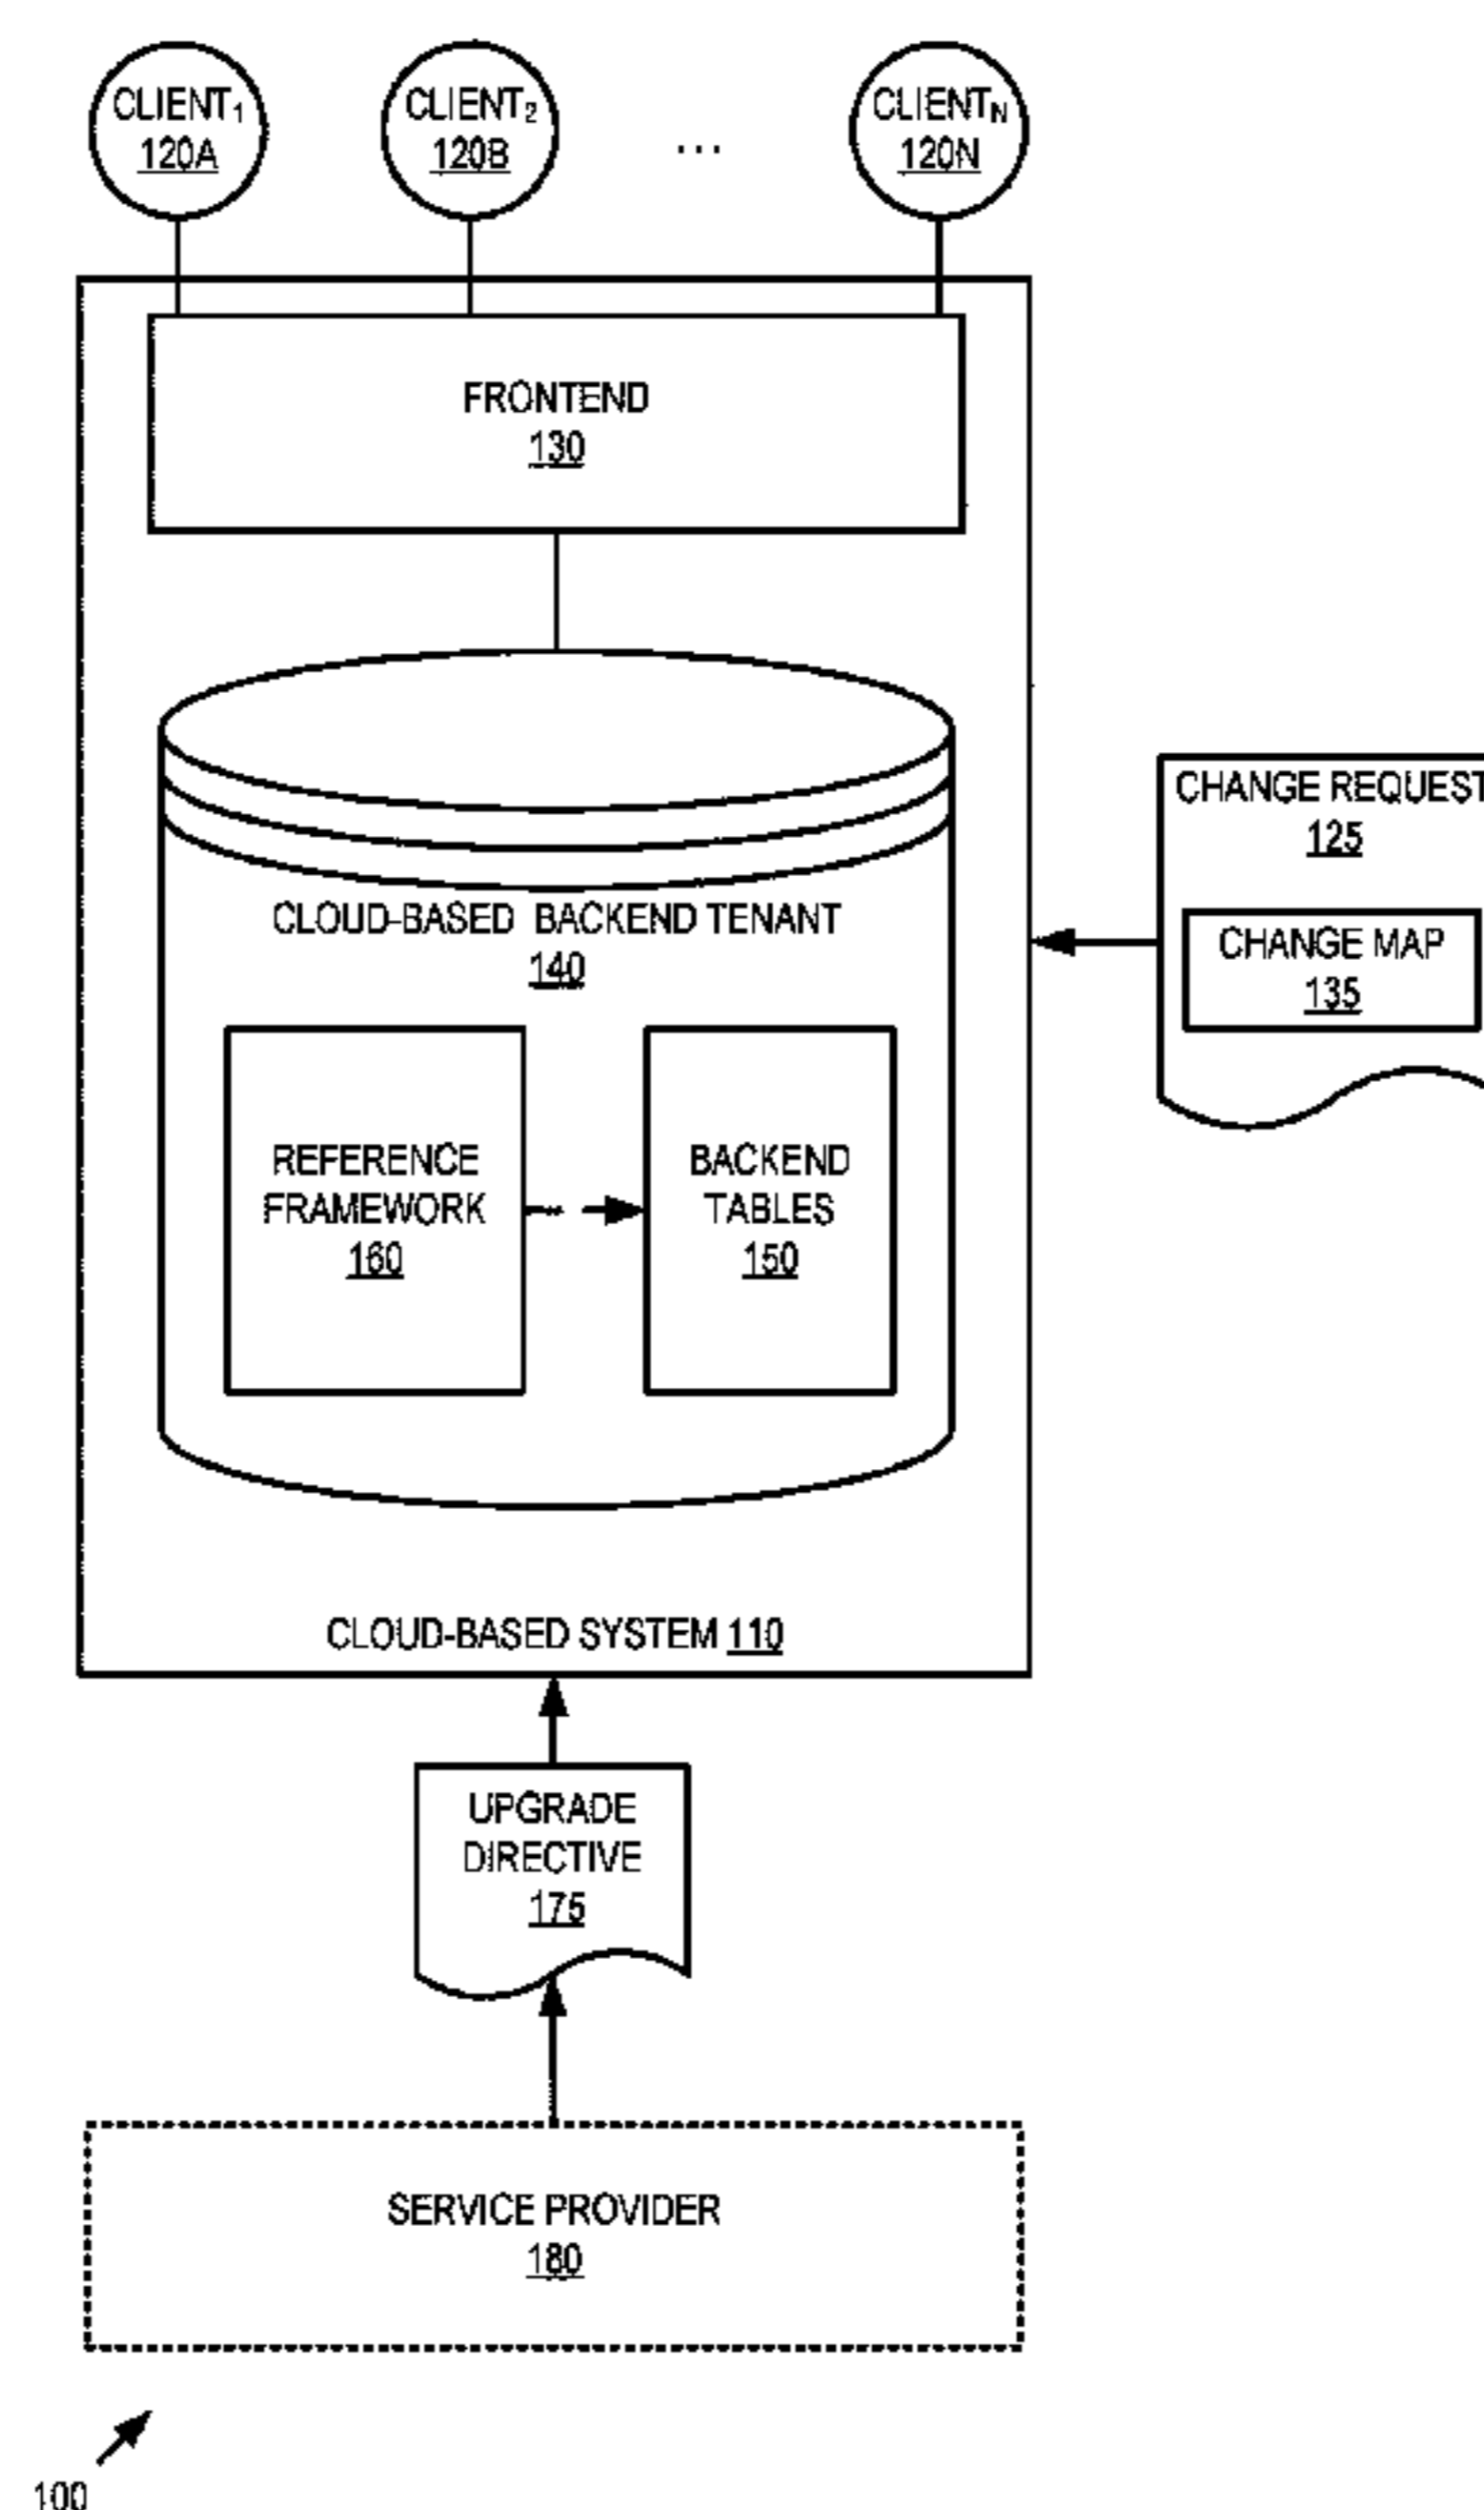 CLIENT1
120A
CLIENT2
120B
...
CLIENTN
120N
FRONTEND
130
CLOUD-BASED BACKEND TENANT
140
REFERENCE
FRAMEWORK
160
BACKEND
TABLES
150
CHANGE REQUEST
125
CHANGE MAP
135
CLOUD-BASED SYSTEM 110
UPGRADE
DIRECTIVE
175
SERVICE PROVIDER
180
100